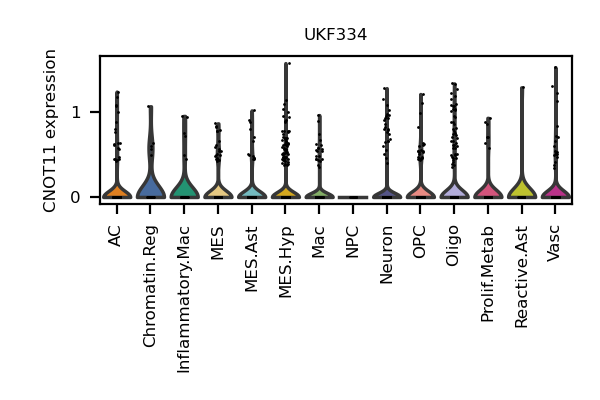 UKF334
CNOT11 expression
1
0
AC
Chromatin.Reg
Inflammatory.Mac
MES
MES.Ast
MES.Hyp
Mac
NPC
Neuron
OPC
Oligo
Prolif.Metab
Reactive.Ast
Vasc